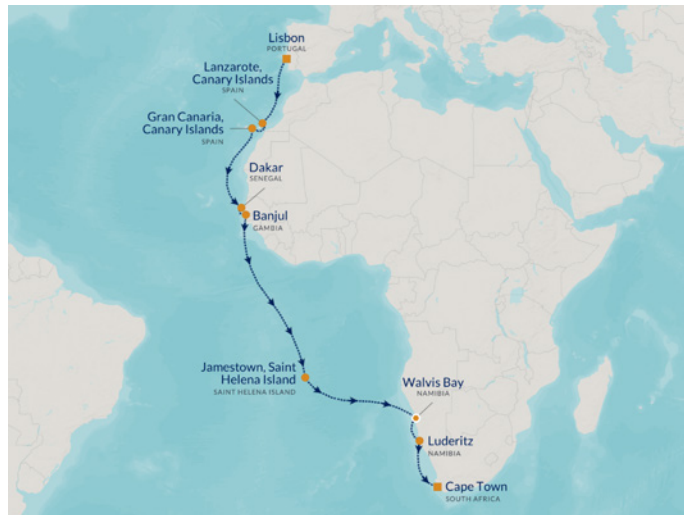 Lisbon
PORTUGAL
Lanzarote,
Canary Islands
SPAIN
Gran Canaria,
Canary Islands
SPAIN
Dakar
SENEGAL
Banjul
GAMBIA
Jamestown, Saint
Helena Island
SAINT HELENA ISLAND
Walvis Bay
NAMIBIA
Luderitz
NAMIBIA
Cape Town
SOUTH AFRICA